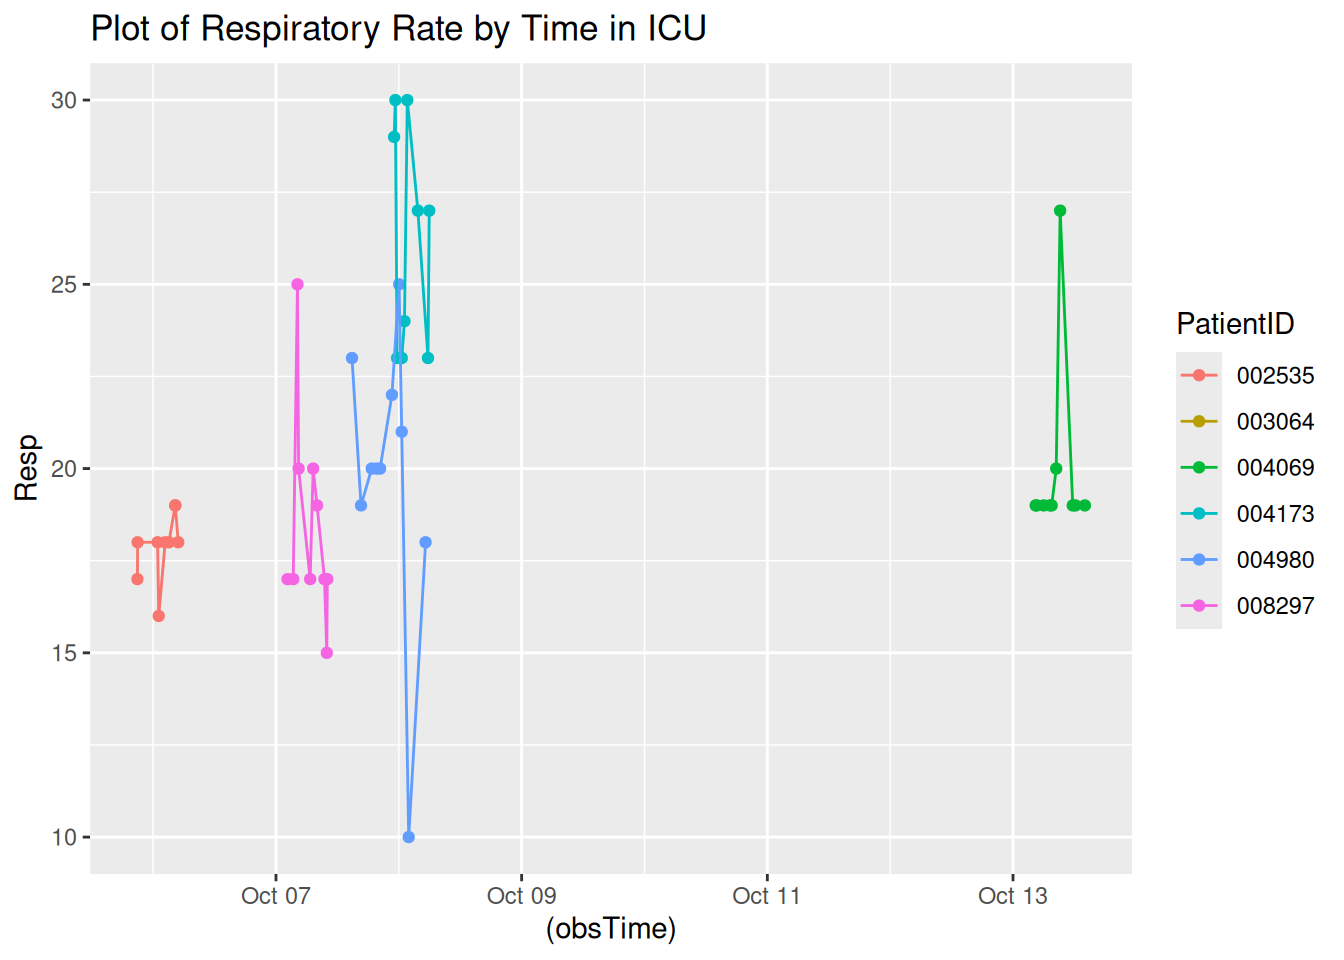 Plot of Respiratory Rate by Time in ICU
30
25
20
15
10
Resp
Oct 07
Oct 09
Oct 11
Oct 13
(obsTime)
PatientID
002535
003064
004069
004173
004980
008297